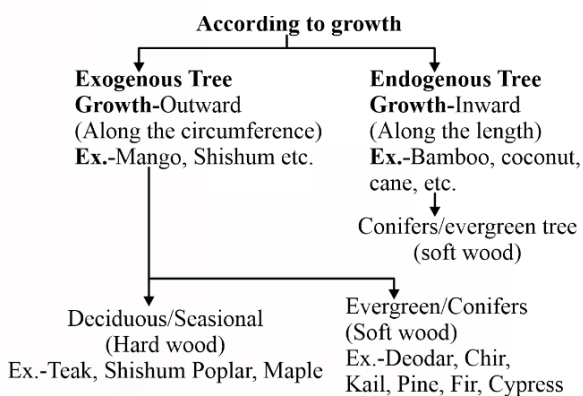 According to growth
Exogenous Tree
Growth-Outward
(Along the circumference)
Ex.-Mango, Shishum etc.
Endogenous Tree
Growth-Inward
(Along the length)
Ex.-Bamboo, coconut,
cane, etc.
Conifers/evergreen tree
(soft wood)
Deciduous/Scasional
(Hard wood)
Ex.-Teak, Shishum Poplar, Maple
Evergreen/Conifers
(Soft wood)
Ex.-Deodar, Chir,
Kail, Pine, Fir, Cypress